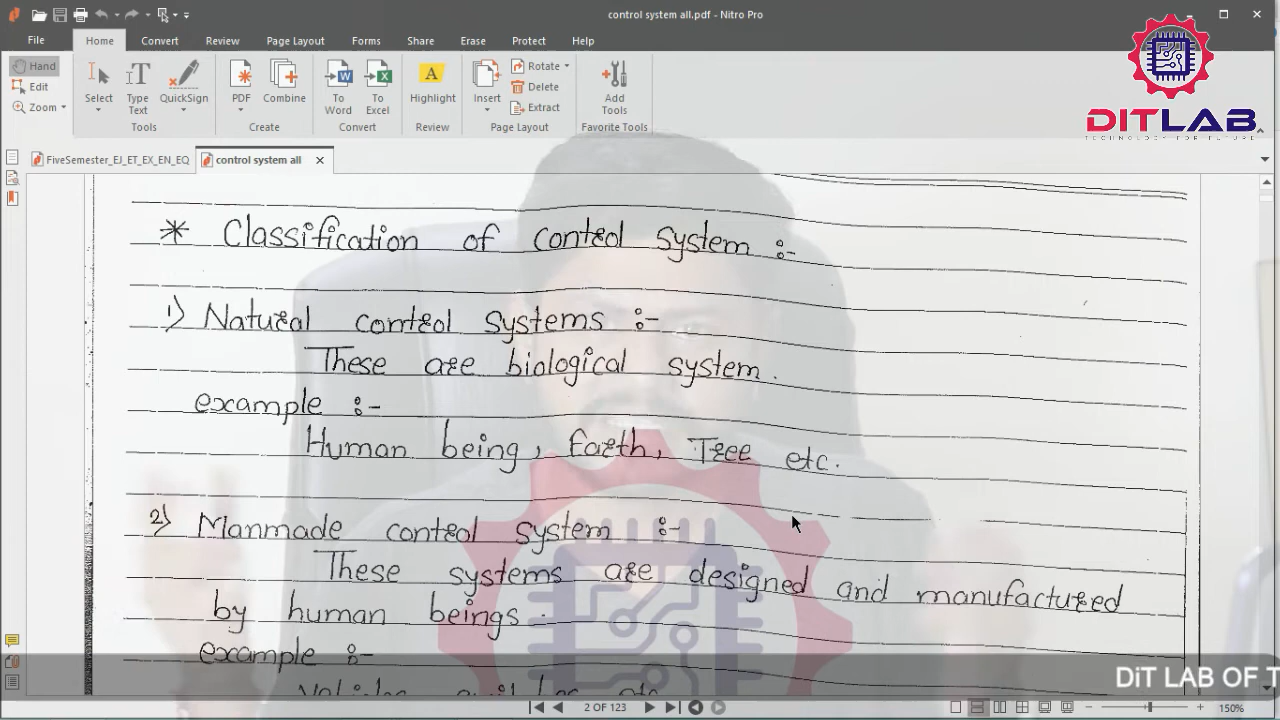 control system all.pdf - Nitro Pro
File Home Convert Review Page Layout Forms Share Erase Protect Help
Hand
Edit
Zoom
Select
Type Text
QuickSign
PDF
Combine
To Word
To Excel
Highlight
Insert
Rotate
Delete
Extract
Add Tools
Tools Create Convert Review Page Layout Favorite Tools
DITLAB
TECHNOLOGY FOR FUTURE
FiveSemester_EJ_ET_EX_EN_EQ control system all
* Classification of control system :-
1) Natural control systems :-
These are biological system.
example :-
Human being, Earth, Tree etc.
2) Manmade control system :-
These systems are designed and manufactured
by human beings.
example :-
DiT LAB OF T
2 OF 123
150%